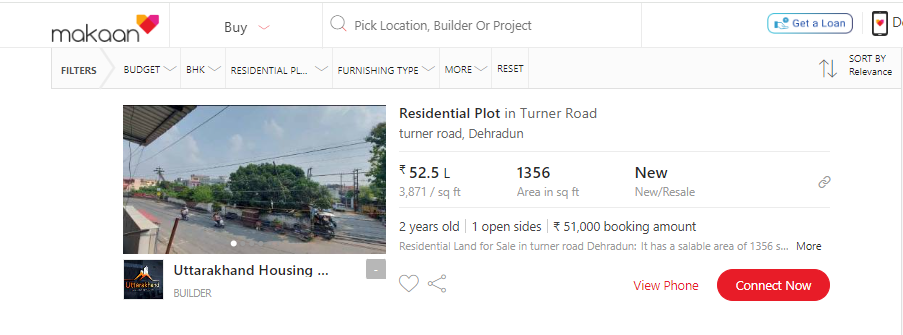 makaan
Buy
Pick Location, Builder Or Project
Get a Loan
FILTERS
BUDGET
BHK
RESIDENTIAL PL...
FURNISHING TYPE
MORE
RESET
SORT BY
Relevance
Residential Plot in Turner Road
turner road, Dehradun
₹ 52.5 L
3,871 / sq ft
1356
Area in sq ft
New
New/Resale
2 years old
1 open sides
₹ 51,000 booking amount
Residential Land for Sale in turner road Dehradun: It has a salable area of 1356 s... More
Uttarakhand
Uttarakhand Housing ...
BUILDER
View Phone
Connect Now